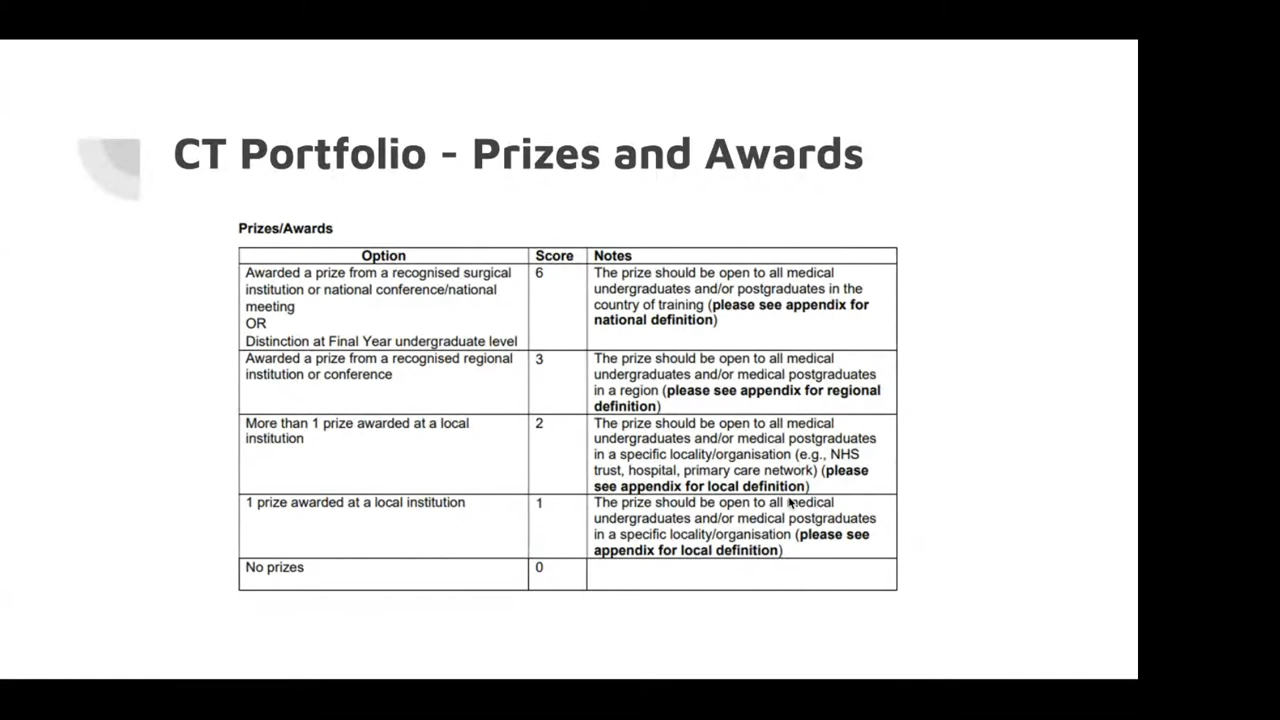 CT Portfolio - Prizes and Awards
Prizes/Awards
Option Score Notes
Awarded a prize from a recognised surgical
institution or national conference/national
meeting
OR
Distinction at Final Year undergraduate level
6
The prize should be open to all medical
undergraduates and/or postgraduates in the
country of training (please see appendix for
national definition)
Awarded a prize from a recognised regional
institution or conference
3
The prize should be open to all medical
undergraduates and/or medical postgraduates
in a region (please see appendix for regional
definition)
More than 1 prize awarded at a local
institution
2
The prize should be open to all medical
undergraduates and/or medical postgraduates
in a specific locality/organisation (e.g., NHS
trust, hospital, primary care network) (please
see appendix for local definition)
1 prize awarded at a local institution
1
The prize should be open to all medical
undergraduates and/or medical postgraduates
in a specific locality/organisation (please see
appendix for local definition)
No prizes
0